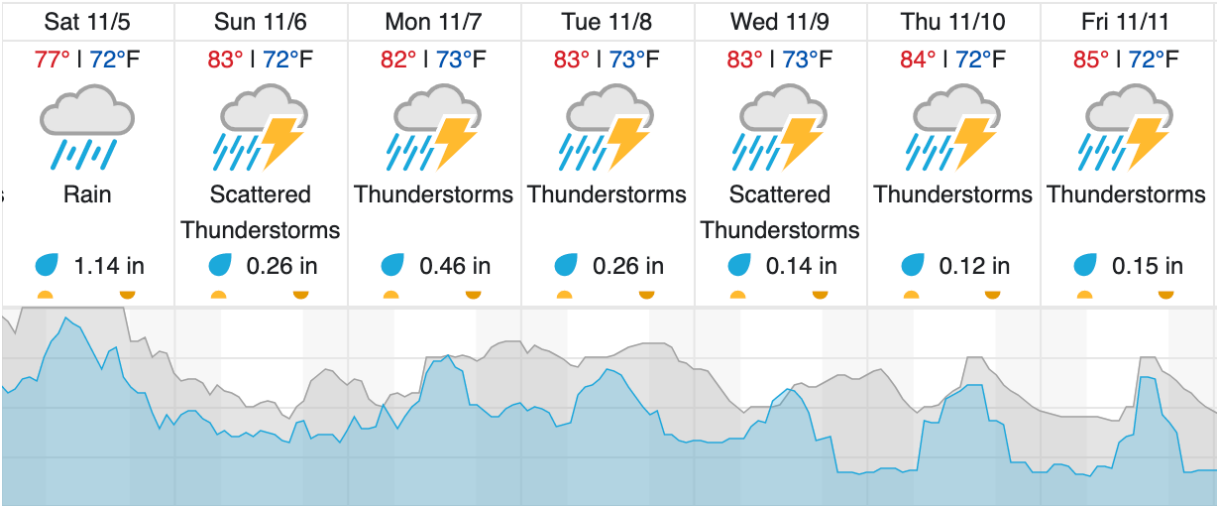 Sat 11/5
Sun 11/6
Mon 11/7
Tue 11/8
Wed 11/9
Thu 11/10
Fri 11/11
77° | 72°F
83° | 72°F
82° | 73°F
83° | 73°F
83° | 73°F
84° | 72°F
85° | 72°F
Rain
Scattered
Thunderstorms
Thunderstorms
Thunderstorms
Scattered
Thunderstorms
Thunderstorms
Thunderstorms
1.14 in
0.26 in
0.46 in
0.26 in
0.14 in
0.12 in
0.15 in